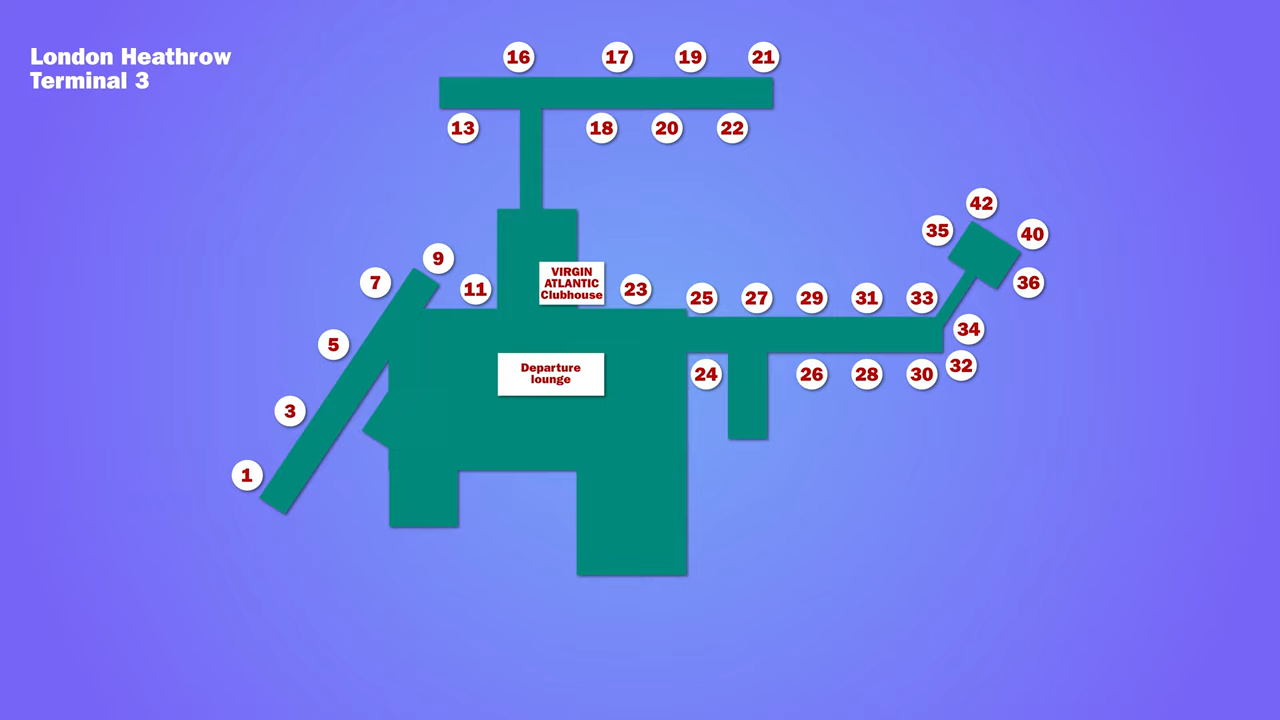 London Heathrow
Terminal 3
16 17 19 21
13 18 20 22
42
35 40
9
7 11 VIRGIN
ATLANTIC
Clubhouse 23 36
25 27 29 31 33
34
5
Departure
lounge
24 26 28 30 32
3
1